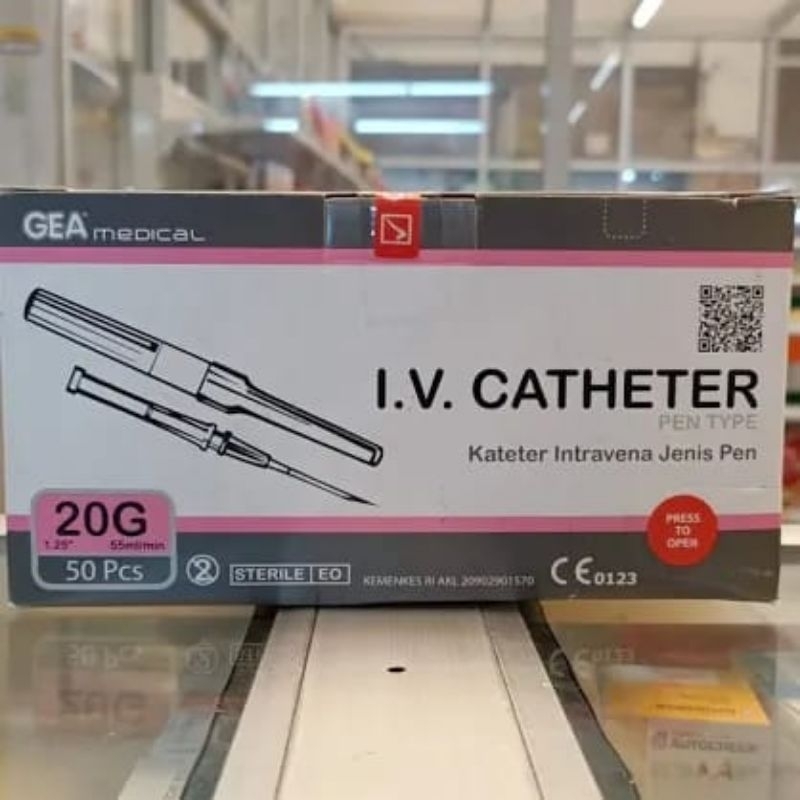 GEA medical
I.V. CATHETER
PEN TYPE
Kateter Intravena Jenis Pen
20G
1.25" 55ml/min
50 Pcs
PRESS
TO
OPEN
2 STERILE EO KEMENKES RI AKL 20902901570 CE 0123